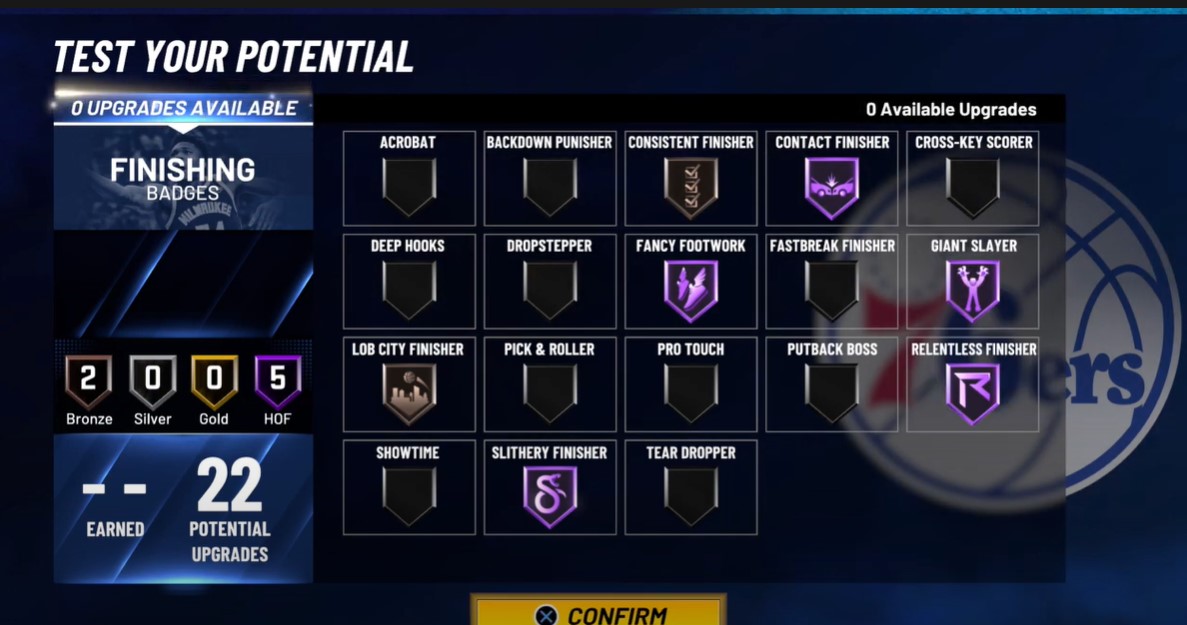 TEST YOUR POTENTIAL
0 UPGRADES AVAILABLE
0 Available Upgrades
FINISHING
BADGES
MILWAUKEE
2 0 0 5
Bronze Silver Gold HOF
-- 22
EARNED POTENTIAL
UPGRADES
ACROBAT BACKDOWN PUNISHER CONSISTENT FINISHER CONTACT FINISHER CROSS-KEY SCORER
DEEP HOOKS DROPSTEPPER FANCY FOOTWORK FASTBREAK FINISHER GIANT SLAYER
LOB CITY FINISHER PICK & ROLLER PRO TOUCH PUTBACK BOSS RELENTLESS FINISHER
SHOWTIME SLITHERY FINISHER TEAR DROPPER
76ers
CONFIRM